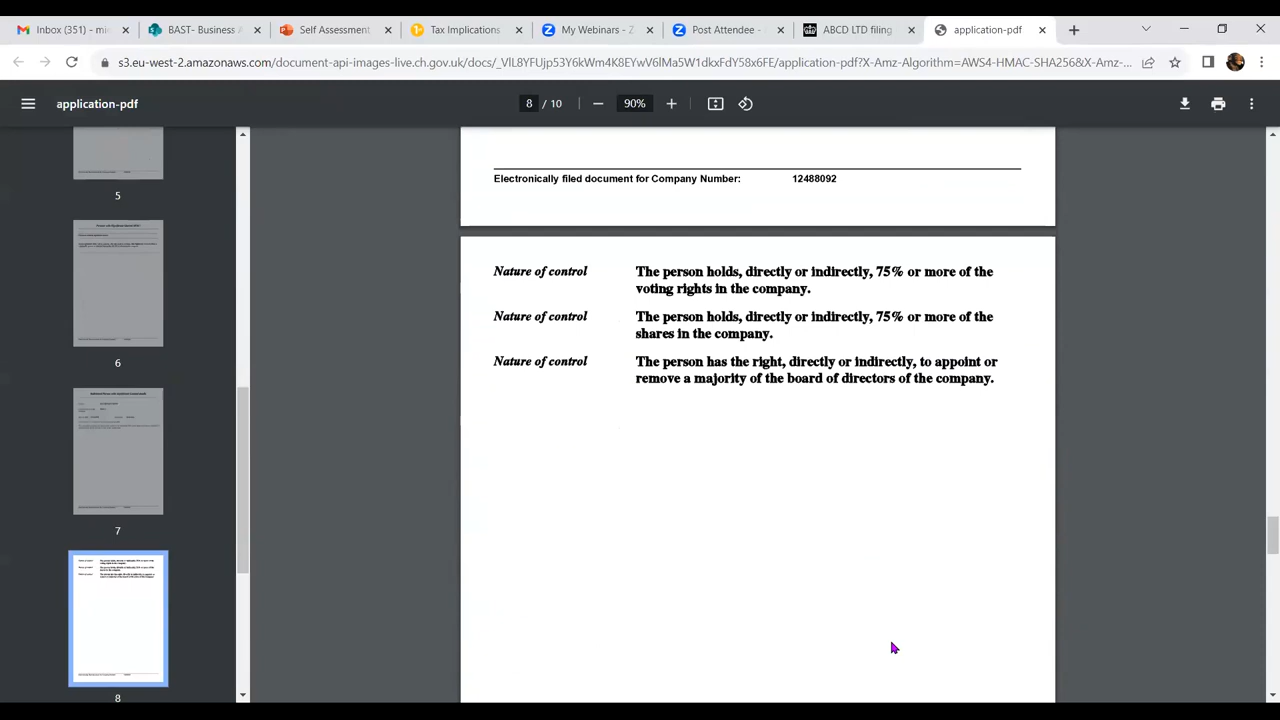 Inbox (351) - m
BAST- Business A
Self Assessment
Tax Implications
My Webinars - Z
Post Attendee -
ABCD LTD filing
application-pdf
s3.eu-west-2.amazonaws.com/document-api-images-live.ch.gov.uk/docs/_VlL8YFEYp53Y6kWm4K8EYwV6lMa5W1dkxFdY58x6FE/application-pdf?X-Amz-Algorithm=AWS4-HMAC-SHA256&X-Amz-...
application-pdf
8 / 10
90%
5
6
7
8
Electronically filed document for Company Number: 12488092
Nature of control The person holds, directly or indirectly, 75% or more of the
voting rights in the company.
Nature of control The person holds, directly or indirectly, 75% or more of the
shares in the company.
Nature of control The person has the right, directly or indirectly, to appoint or
remove a majority of the board of directors of the company.